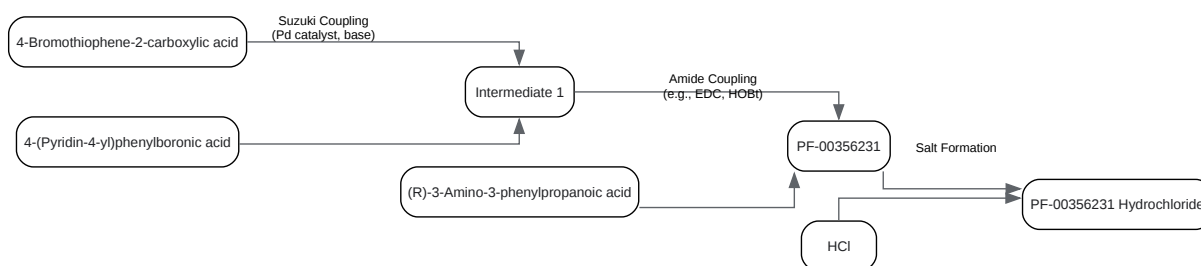 4-Bromothiophene-2-carboxylic acid
Suzuki Coupling
(Pd catalyst, base)
4-(Pyridin-4-yl)phenylboronic acid
Intermediate 1
Amide Coupling
(e.g., EDC, HOBt)
(R)-3-Amino-3-phenylpropanoic acid
PF-00356231
Salt Formation
HCl
PF-00356231 Hydrochloride